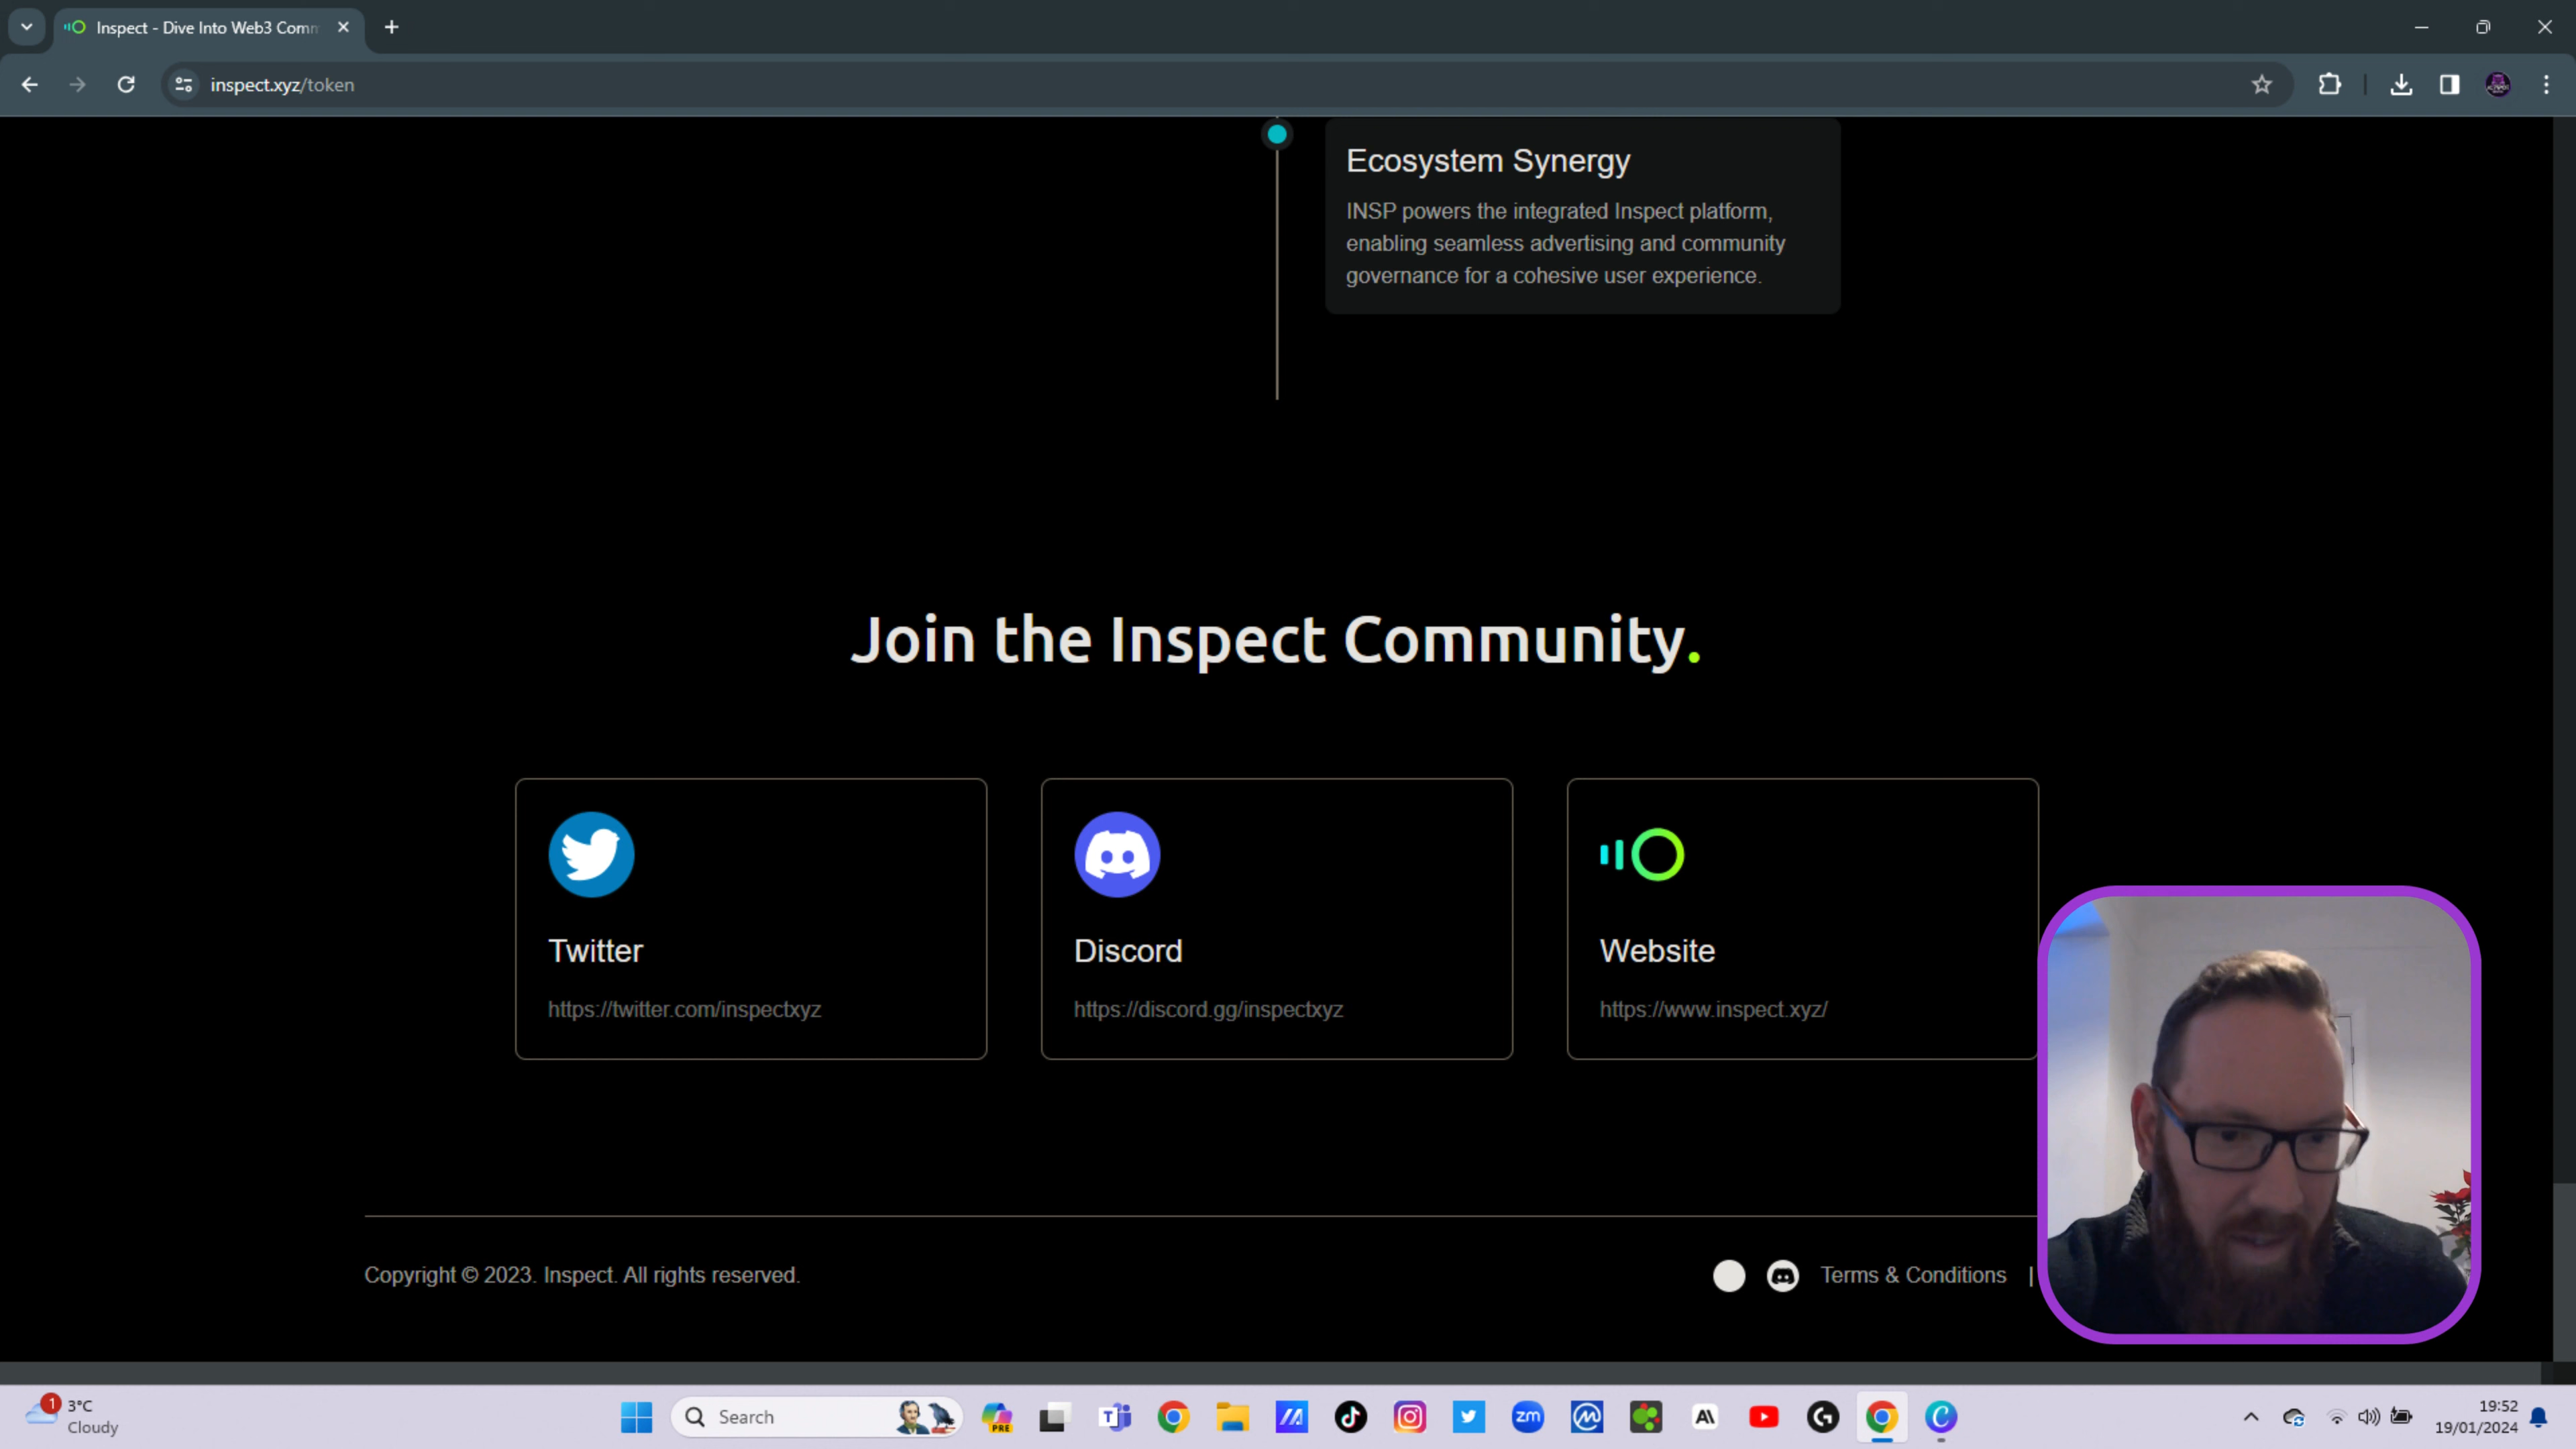 Inspect - Dive Into Web3 Comm
inspect.xyz/token
Ecosystem Synergy
INSP powers the integrated Inspect platform,
enabling seamless advertising and community
governance for a cohesive user experience.
Join the Inspect Community.
Twitter
https://twitter.com/inspectxyz
Discord
https://discord.gg/inspectxyz
Website
https://www.inspect.xyz/
Copyright © 2023. Inspect. All rights reserved.
Terms & Conditions |
1
3°C
Cloudy
Search
PRE
zm
19:52
19/01/2024